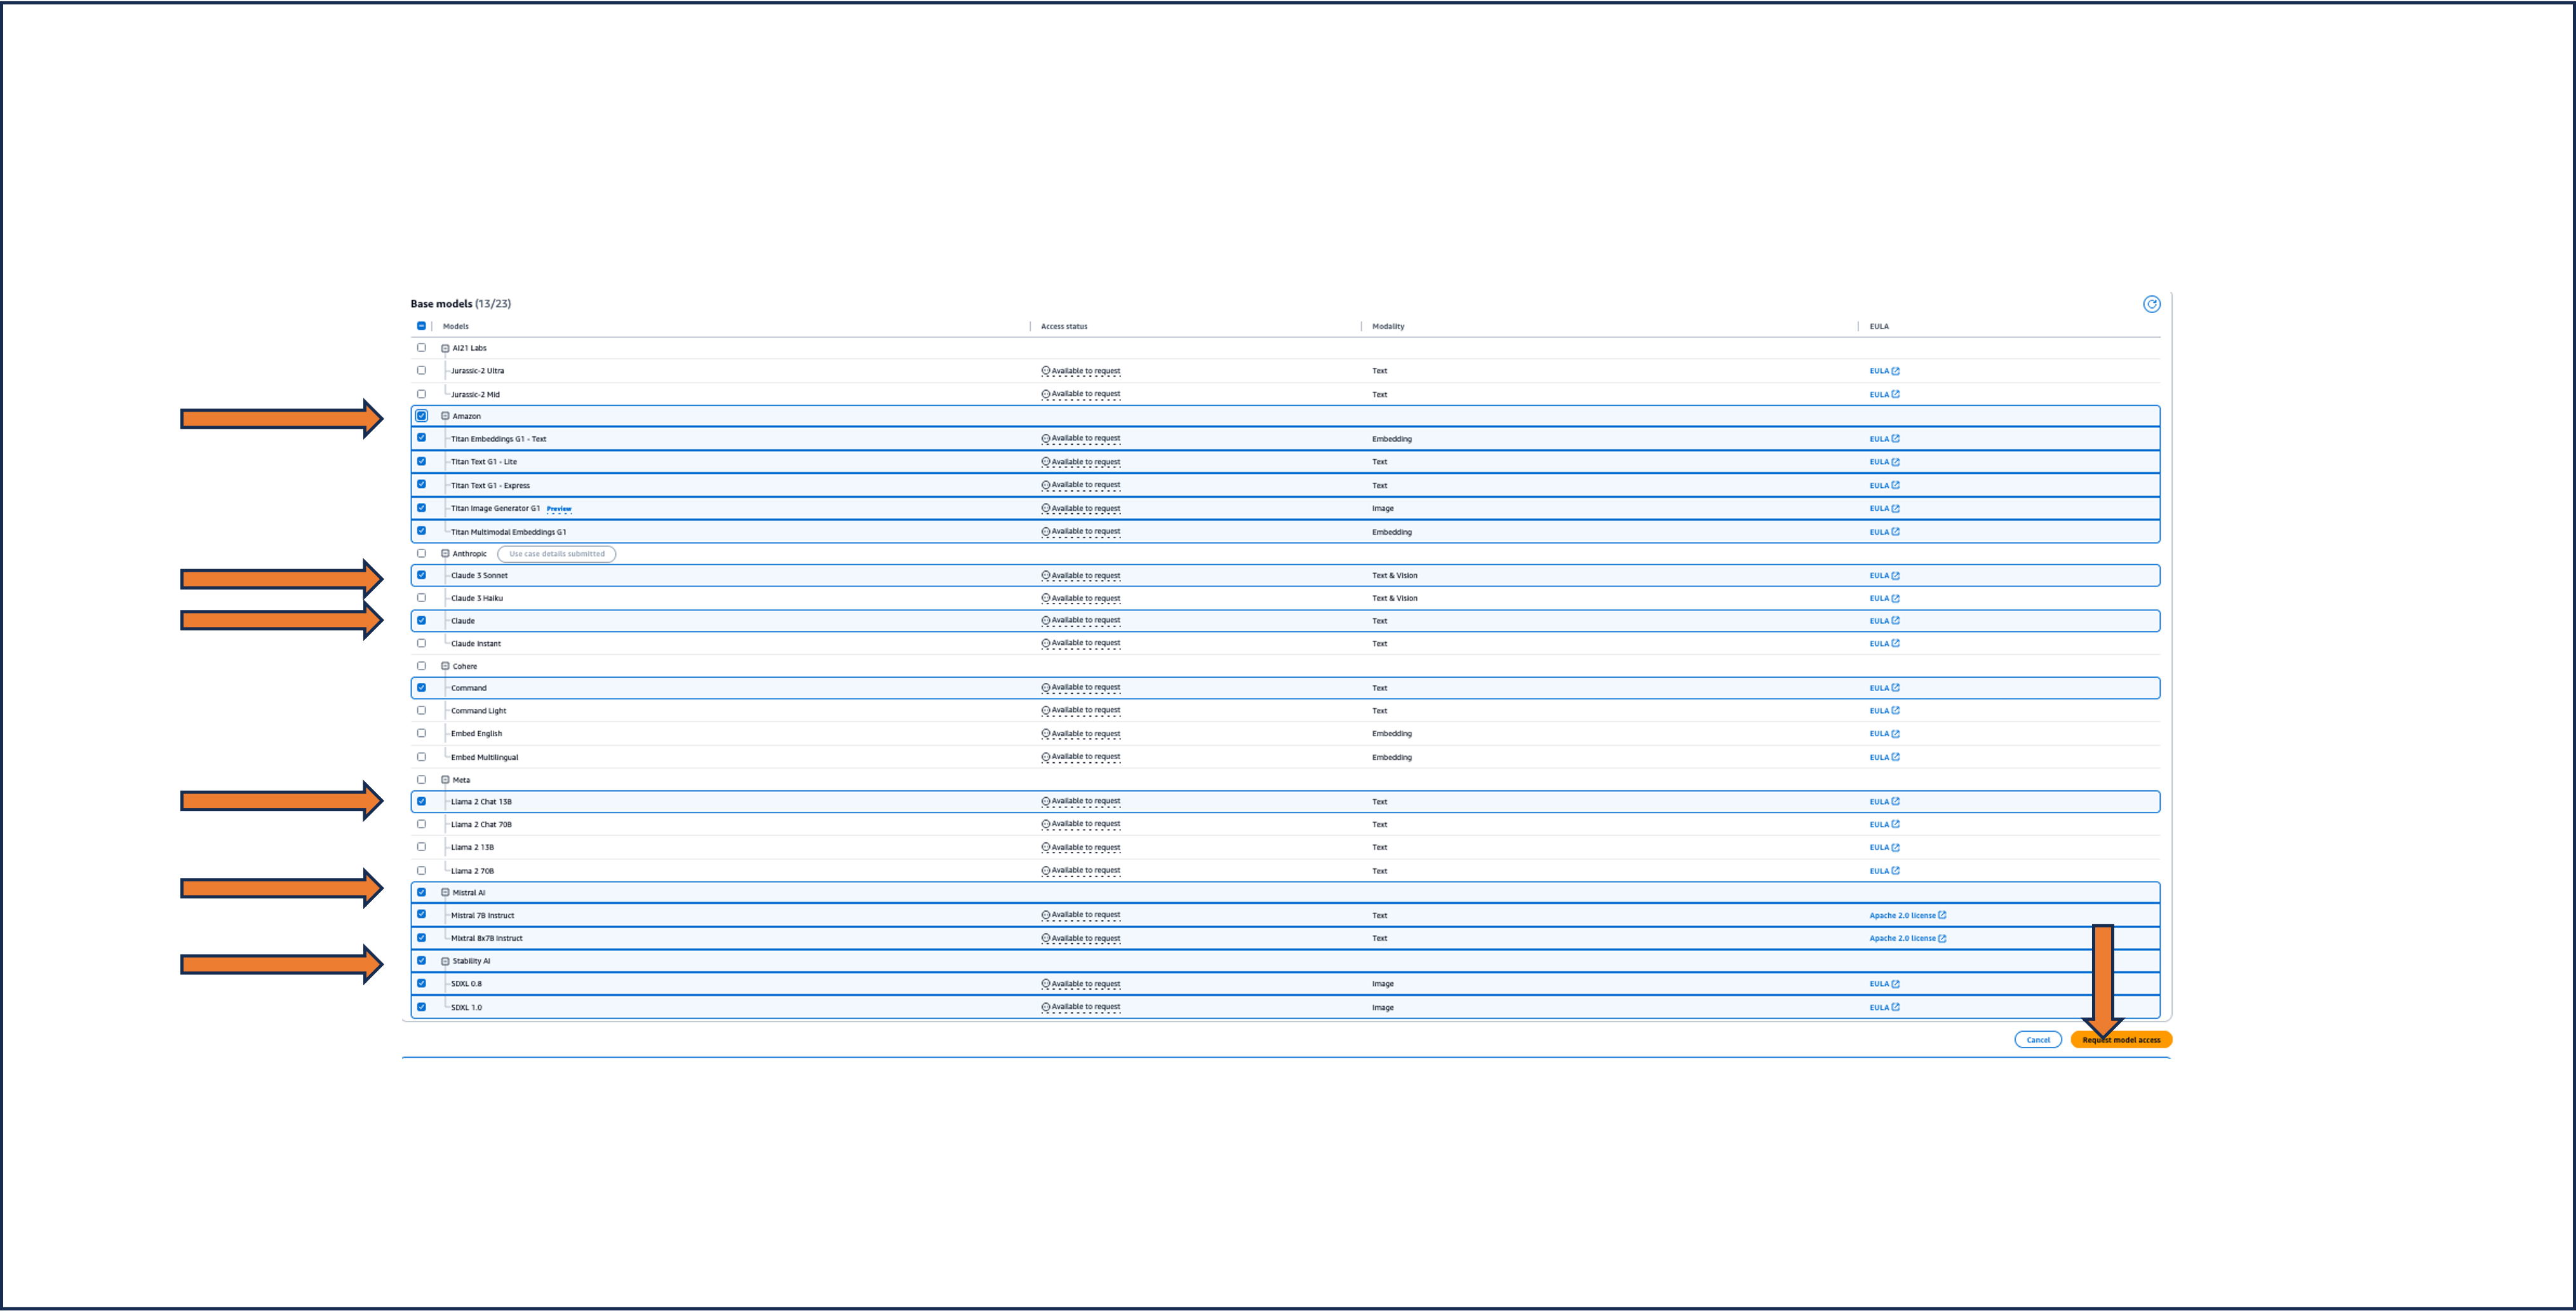 Base models (13/23)
Models Access status Modality EULA
AI21 Labs
Jurassic-2 Ultra Available to request Text EULA
Jurassic-2 Mid Available to request Text EULA
Amazon
Titan Embeddings G1 - Text Available to request Embedding EULA
Titan Text G1 - Lite Available to request Text EULA
Titan Text G1 - Express Available to request Text EULA
Titan Image Generator G1 Preview Available to request Image EULA
Titan Multimodal Embeddings G1 Available to request Embedding EULA
Anthropic Use case details submitted
Claude 3 Sonnet Available to request Text & Vision EULA
Claude 3 Haiku Available to request Text & Vision EULA
Claude Available to request Text EULA
Claude Instant Available to request Text EULA
Cohere
Command Available to request Text EULA
Command Light Available to request Text EULA
Embed English Available to request Embedding EULA
Embed Multilingual Available to request Embedding EULA
Meta
Llama 2 Chat 13B Available to request Text EULA
Llama 2 Chat 70B Available to request Text EULA
Llama 2 13B Available to request Text EULA
Llama 2 70B Available to request Text EULA
Mistral AI
Mistral 7B Instruct Available to request Text Apache 2.0 license
Mixtral 8x7B Instruct Available to request Text Apache 2.0 license
Stability AI
SDXL 0.8 Available to request Image EULA
SDXL 1.0 Available to request Image EULA
Cancel Request model access